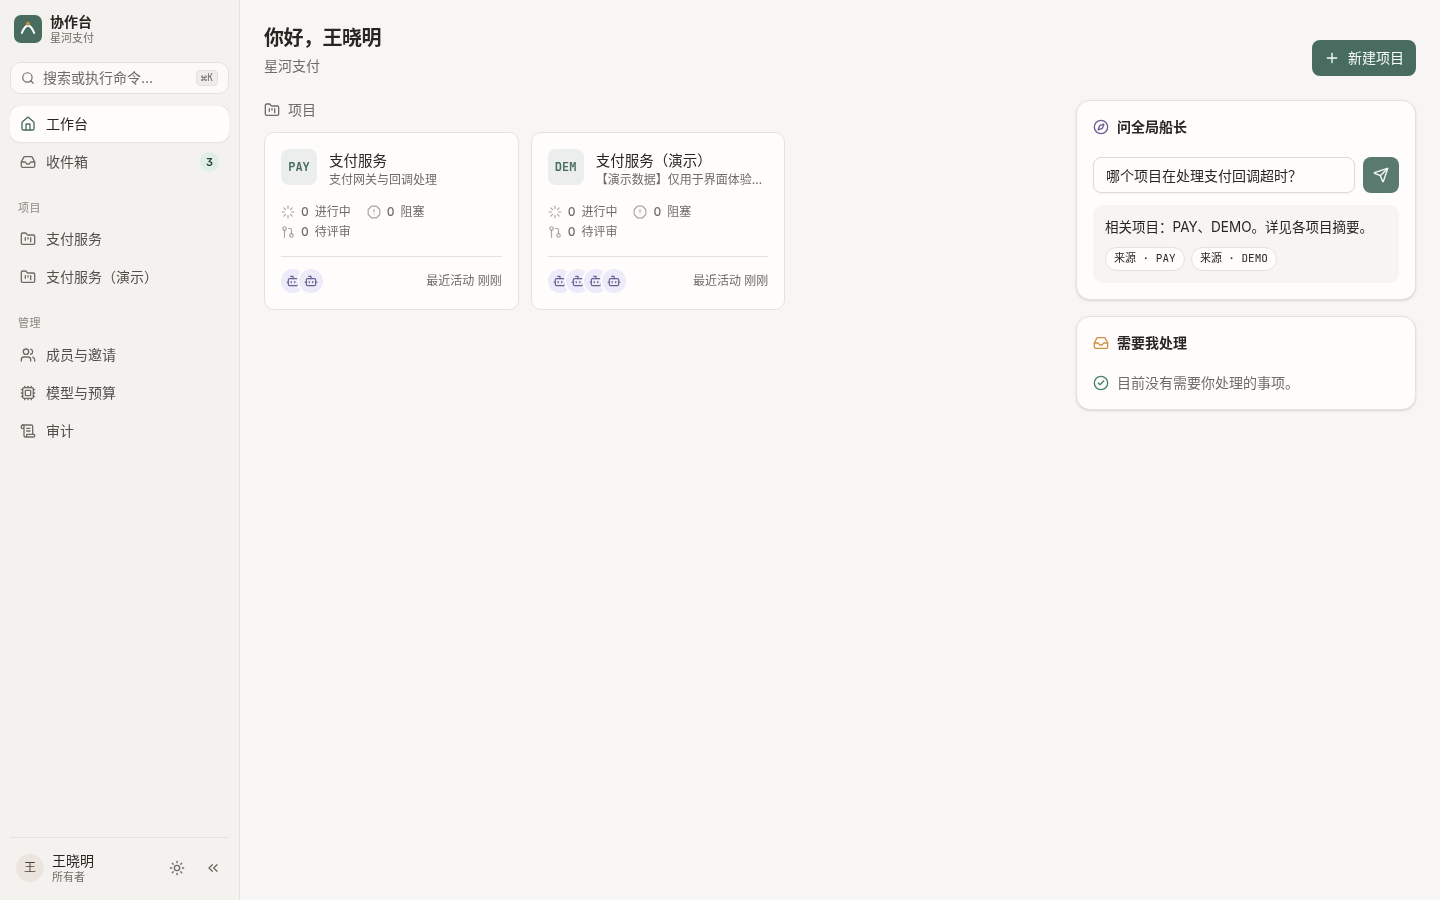 协作台
星河支付
搜索或执行命令...
⌘K
工作台
收件箱
3
项目
支付服务
支付服务（演示）
管理
成员与邀请
模型与预算
审计
王
王晓明
所有者
你好，王晓明
星河支付
新建项目
项目
PAY
支付服务
支付网关与回调处理
0 进行中
0 阻塞
0 待评审
最近活动 刚刚
DEM
支付服务（演示）
【演示数据】仅用于界面体验...
0 进行中
0 阻塞
0 待评审
最近活动 刚刚
问全局船长
哪个项目在处理支付回调超时？
相关项目：PAY、DEMO。详见各项目摘要。
来源 · PAY
来源 · DEMO
需要我处理
目前没有需要你处理的事项。